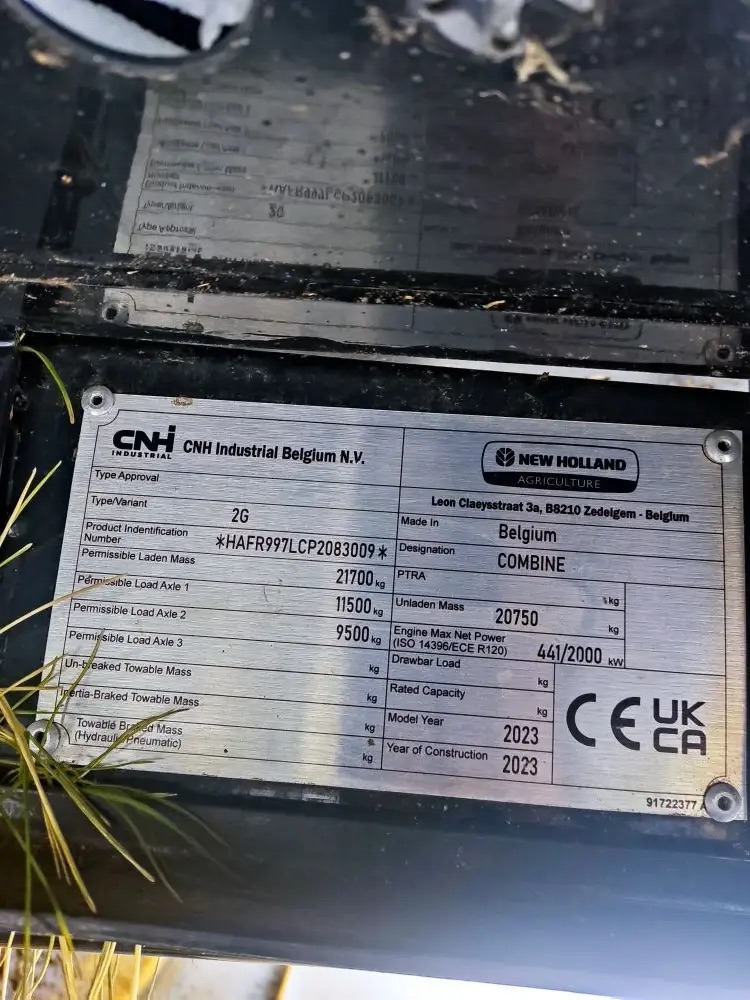 CNH INDUSTRIAL CNH Industrial Belgium N.V.
NEW HOLLAND
AGRICULTURE
Leon Claeysstraat 3a, B8210 Zedelgem - Belgium
Type Approval
Type/Variant 2G
Product Indentification Number *HAFR997LCP2083009*
Permissible Laden Mass 21700 kg
Permissible Load Axle 1 11500 kg
Permissible Load Axle 2 9500 kg
Permissible Load Axle 3 kg
Un-breaked Towable Mass kg
Inertia-Braked Towable Mass kg
Towable Braked Mass
(Hydraulic/Pneumatic) kg
Made In Belgium
Designation COMBINE
PTRA kg
Unladen Mass 20750 kg
Engine Max Net Power
(ISO 14396/ECE R120) 441/2000 kW
Drawbar Load kg
Rated Capacity kg
Model Year 2023
Year of Construction 2023
CE UK
CA
91722377 A